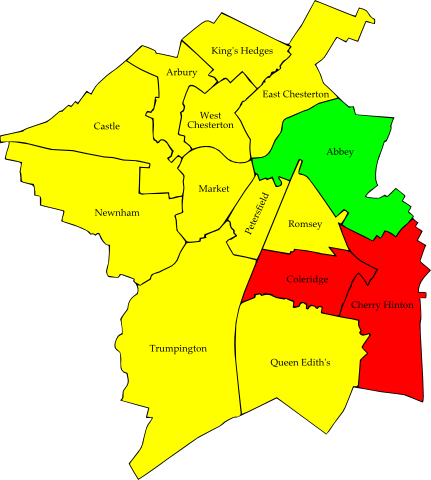 King's Hedges
Arbury
East Chesterton
West
Chesterton
Castle
Abbey
Market
Petersfield
Newnham
Romsey
Coleridge
Cherry Hinton
Trumpington
Queen Edith's